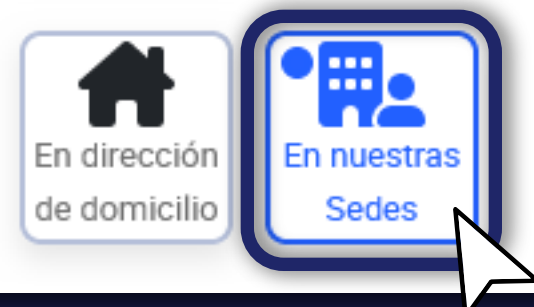 En dirección
de domicilio
En nuestras
Sedes